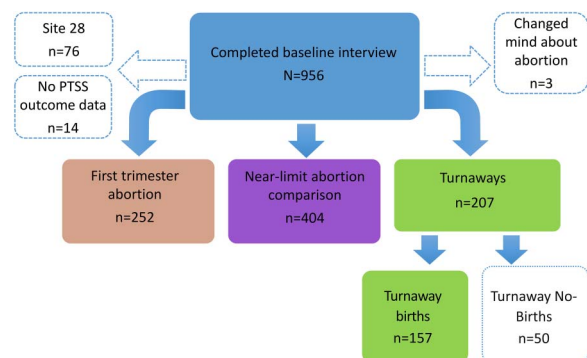 Site 28
n=76
No PTSS
outcome data
n=14
Completed baseline interview
N=956
Changed
mind about
abortion
n=3
First trimester
abortion
n=252
Near-limit abortion
comparison
n=404
Turnaways
n=207
Turnaway
births
n=157
Turnaway No-
Births
n=50